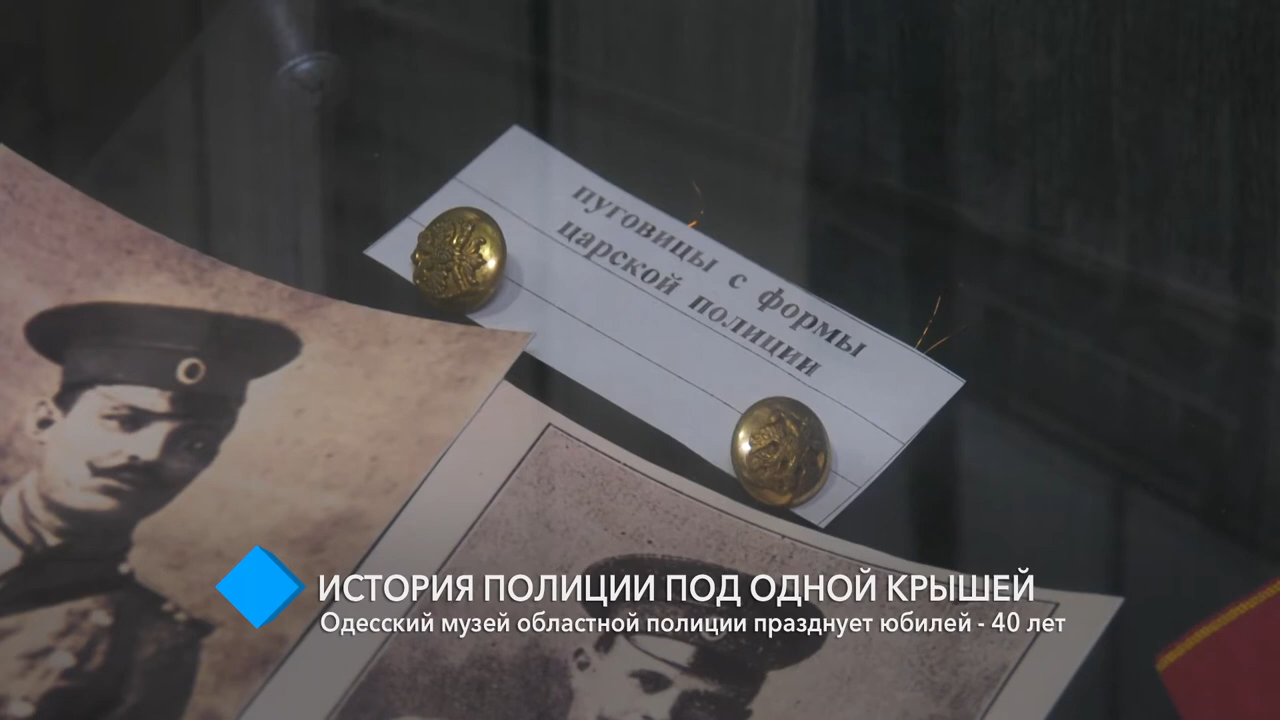 пуговицы с формы
царской полиции
ИСТОРИЯ ПОЛИЦИИ ПОД ОДНОЙ КРЫШЕЙ
Одесский музей областной полиции празднует юбилей - 40 лет